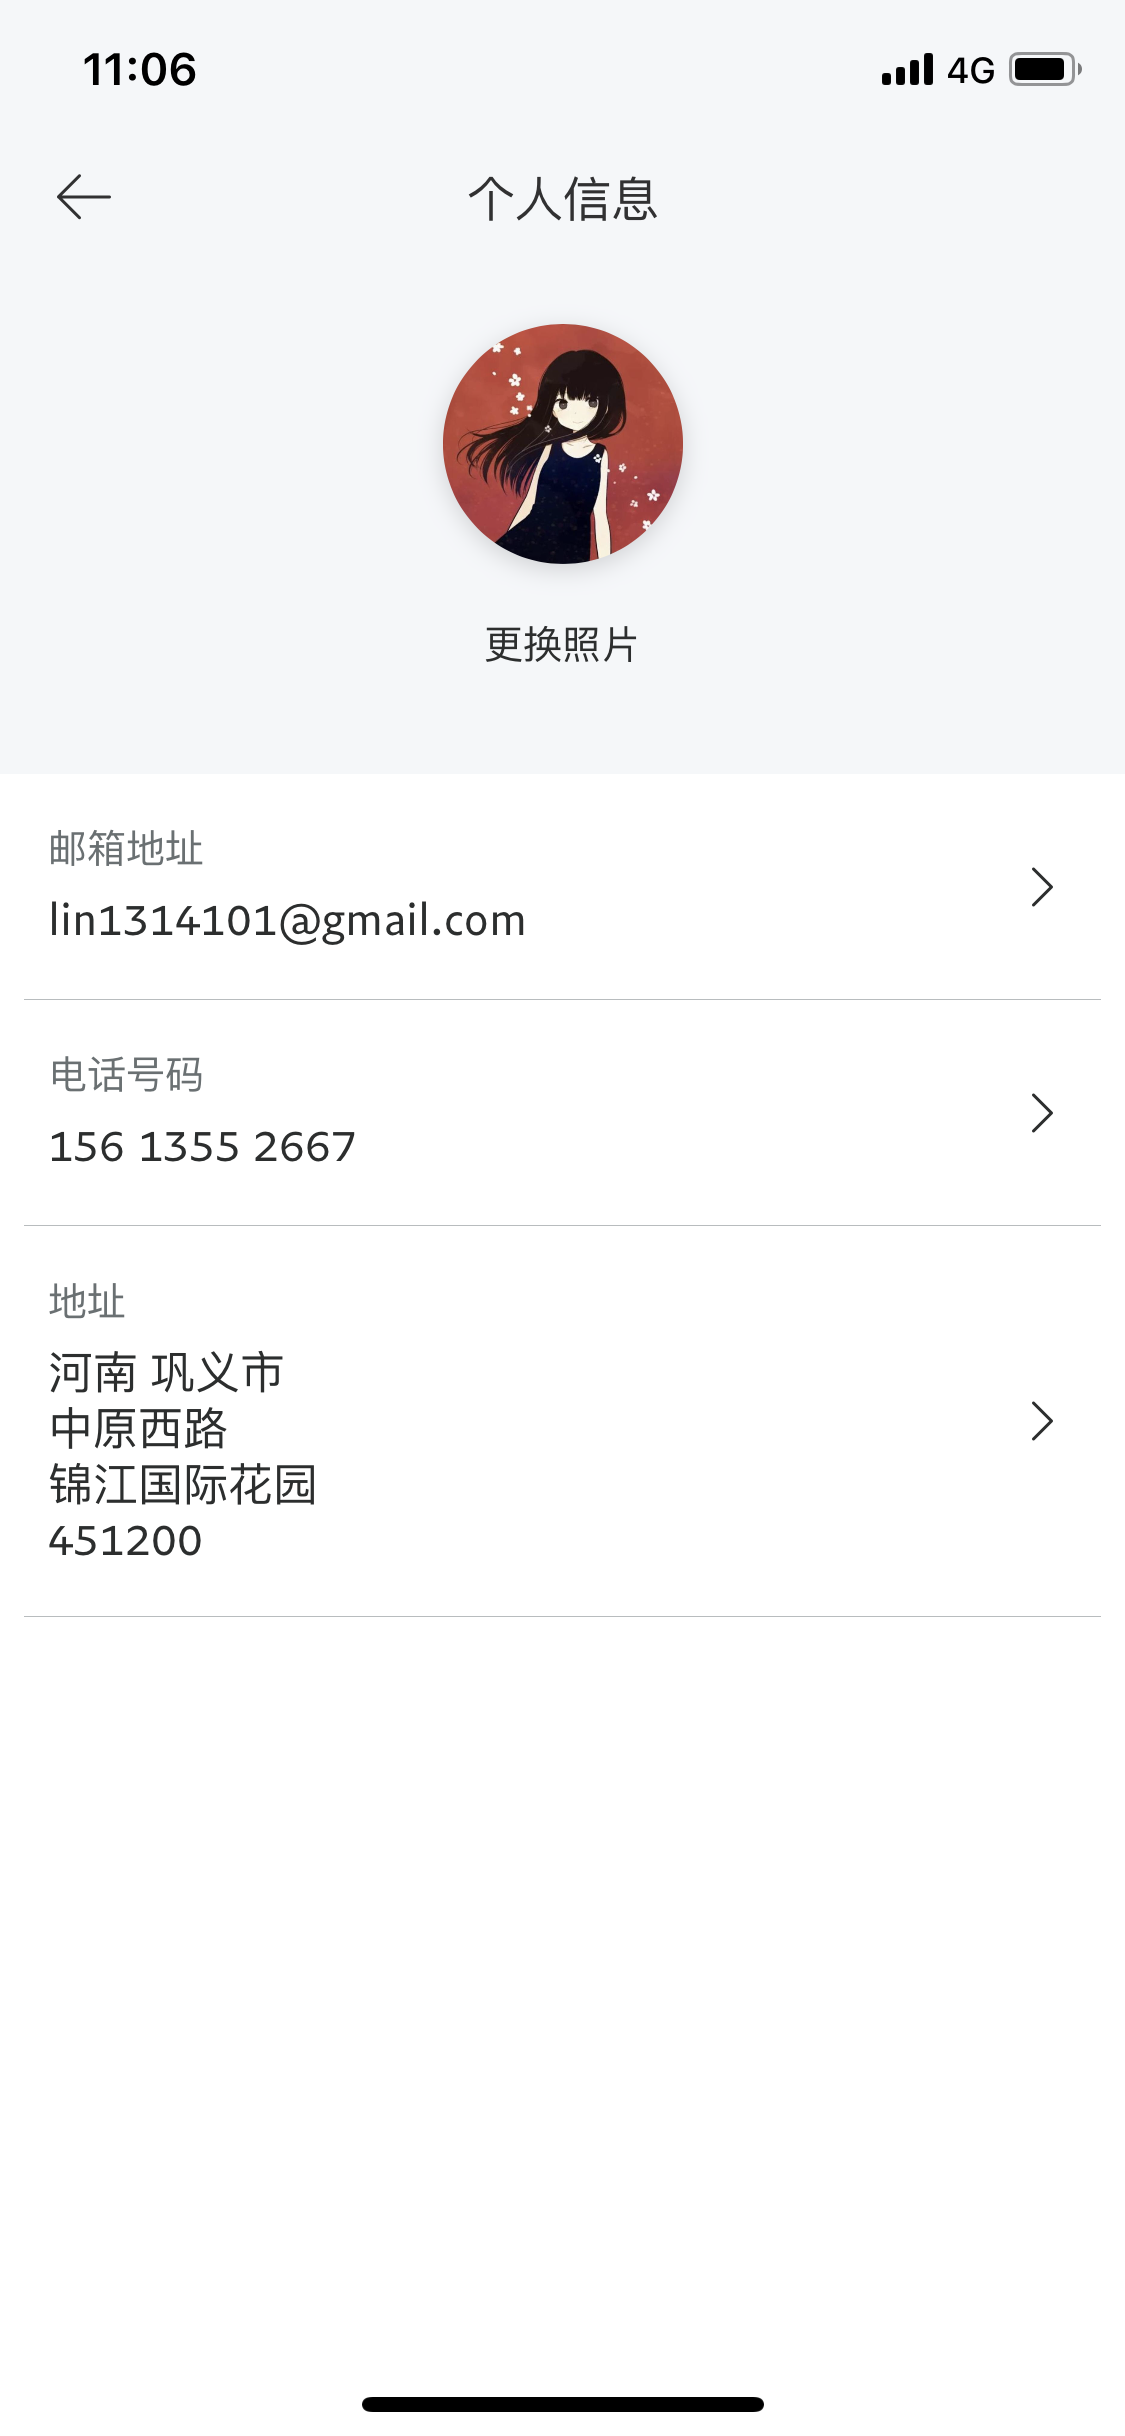 11:06
4G
个人信息
更换照片
邮箱地址
lin1314101@gmail.com
电话号码
156 1355 2667
地址
河南 巩义市
中原西路
锦江国际花园
451200